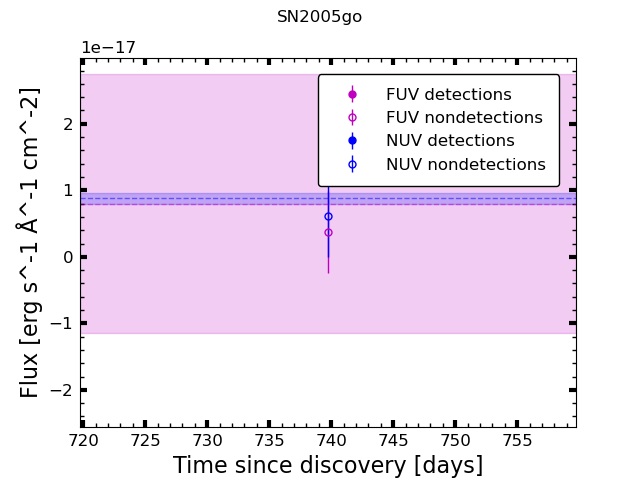 SN2005go
1e−17
FUV detections
FUV nondetections
NUV detections
NUV nondetections
2
1
0
−1
−2
Flux [erg s^-1 Å^-1 cm^-2]
720 725 730 735 740 745 750 755
Time since discovery [days]